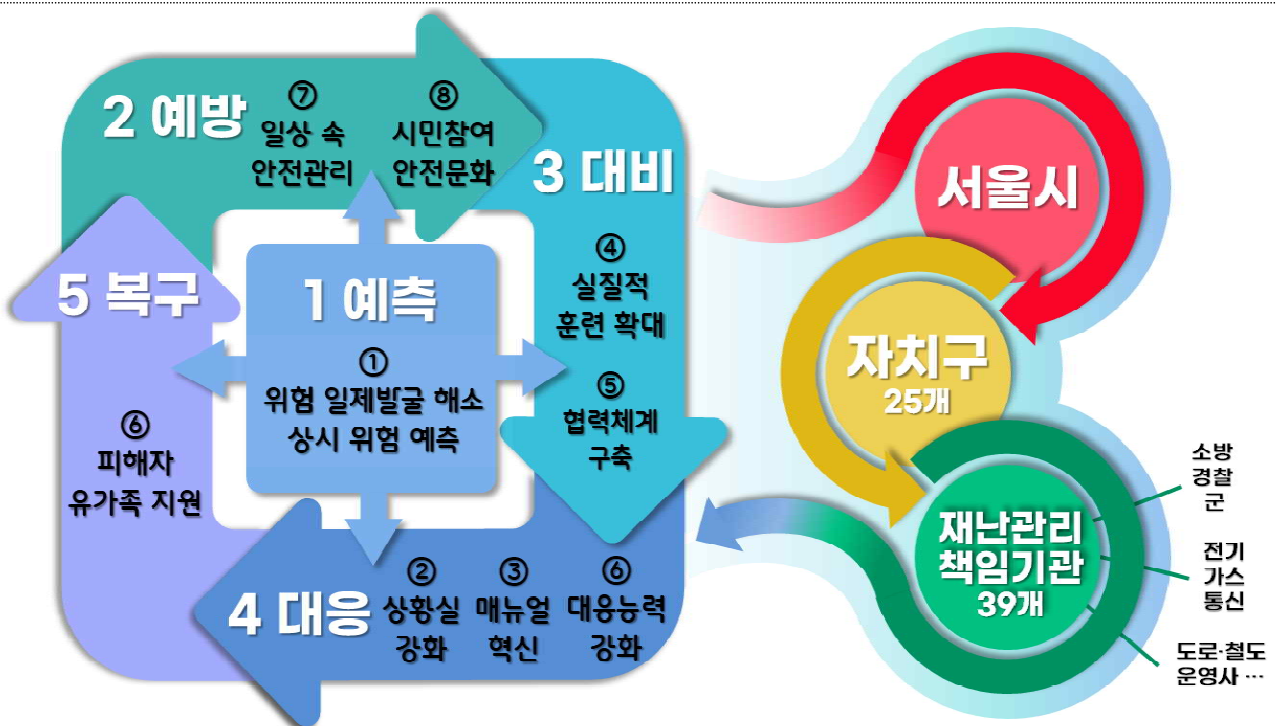 2 예방
⑦
일상 속
안전관리
⑧
시민참여
안전문화
3 대비
④
실질적
훈련 확대
⑤
협력체계
구축
1 예측
①
위험 일제발굴 해소
상시 위험 예측
5 복구
⑥
피해자
유가족 지원
4 대응
②
상황실
강화
③
매뉴얼
혁신
⑥
대응능력
강화
서울시
자치구
25개
재난관리
책임기관
39개
소방
경찰
군
전기
가스
통신
도로·철도
운영사 …